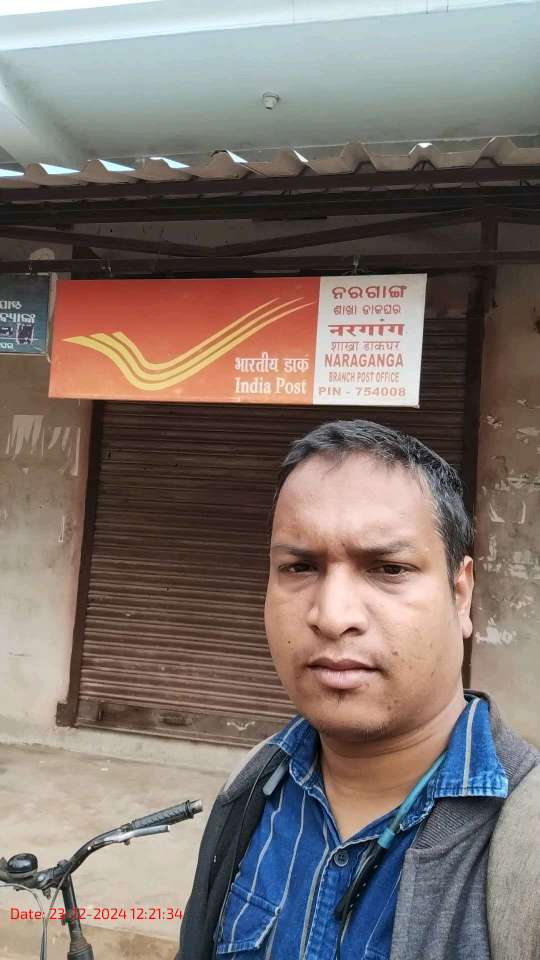 भारतीय डाक
India Post
ନରଗାଙ୍ଗ
ଶାଖା ଡାକଘର
नरगांग
शाखा डाकघर
NARAGANGA
BRANCH POST OFFICE
PIN - 754008
Date: 23-12-2024 12:21:34